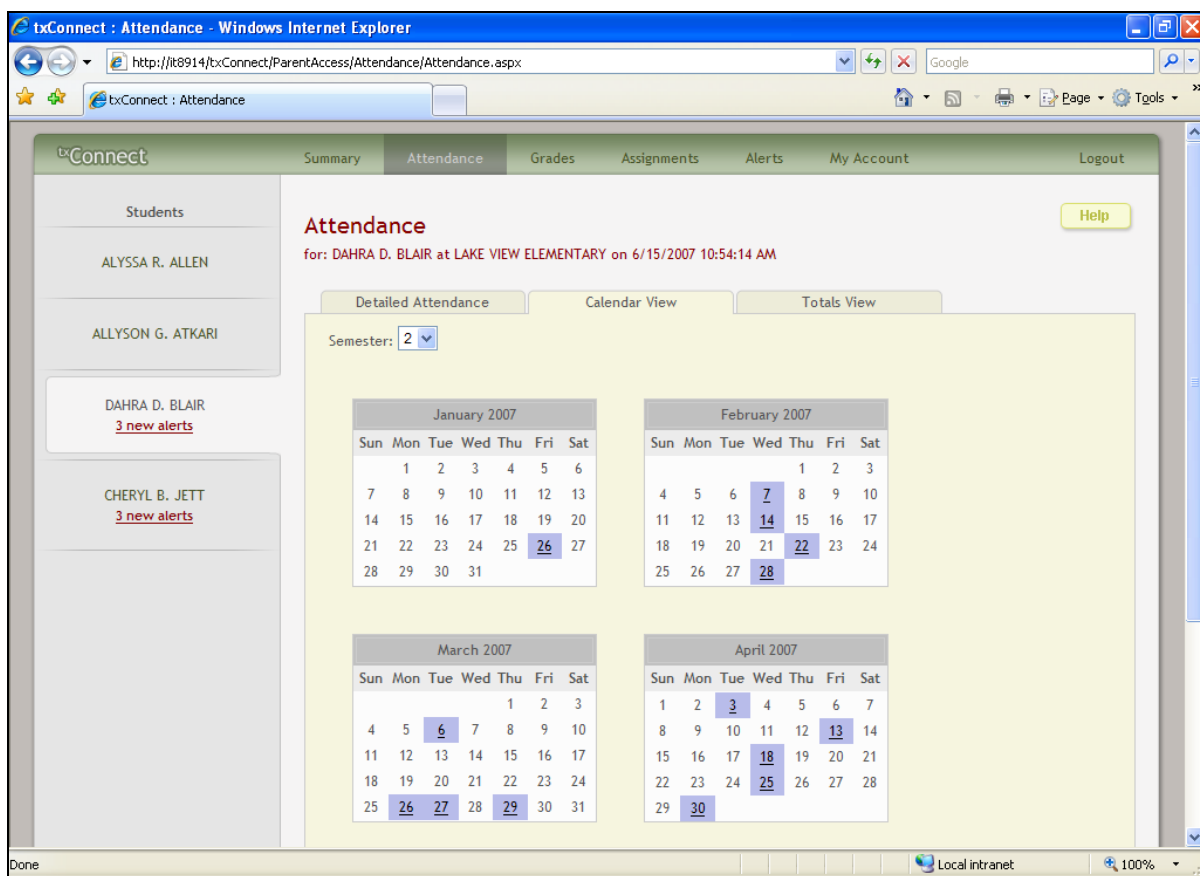 txConnect : Attendance - Windows Internet Explorer
http://it8914/txConnect/ParentAccess/Attendance/Attendance.aspx
Google
txConnect : Attendance
Page
Tools
»
txConnect
Summary Attendance Grades Assignments Alerts My Account Logout
Students
ALYSSA R. ALLEN
ALLYSON G. ATKARI
DAHRA D. BLAIR
3 new alerts
CHERYL B. JETT
3 new alerts
Help
Attendance
for: DAHRA D. BLAIR at LAKE VIEW ELEMENTARY on 6/15/2007 10:54:14 AM
Detailed Attendance Calendar View Totals View
Semester: 2
January 2007
Sun Mon Tue Wed Thu Fri Sat
1 2 3 4 5 6
7 8 9 10 11 12 13
14 15 16 17 18 19 20
21 22 23 24 25 26 27
28 29 30 31
February 2007
Sun Mon Tue Wed Thu Fri Sat
1 2 3
4 5 6 7 8 9 10
11 12 13 14 15 16 17
18 19 20 21 22 23 24
25 26 27 28
March 2007
Sun Mon Tue Wed Thu Fri Sat
1 2 3
4 5 6 7 8 9 10
11 12 13 14 15 16 17
18 19 20 21 22 23 24
25 26 27 28 29 30 31
April 2007
Sun Mon Tue Wed Thu Fri Sat
1 2 3 4 5 6 7
8 9 10 11 12 13 14
15 16 17 18 19 20 21
22 23 24 25 26 27 28
29 30
Done
Local intranet
100%